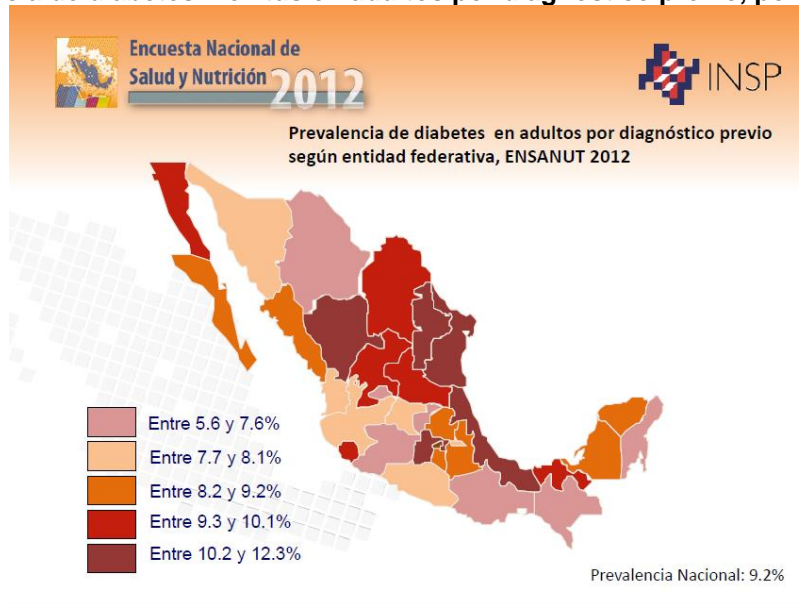 Encuesta Nacional de
Salud y Nutrición 2012
INSP
Prevalencia de diabetes en adultos por diagnóstico previo
según entidad federativa, ENSANUT 2012
Entre 5.6 y 7.6%
Entre 7.7 y 8.1%
Entre 8.2 y 9.2%
Entre 9.3 y 10.1%
Entre 10.2 y 12.3%
Prevalencia Nacional: 9.2%